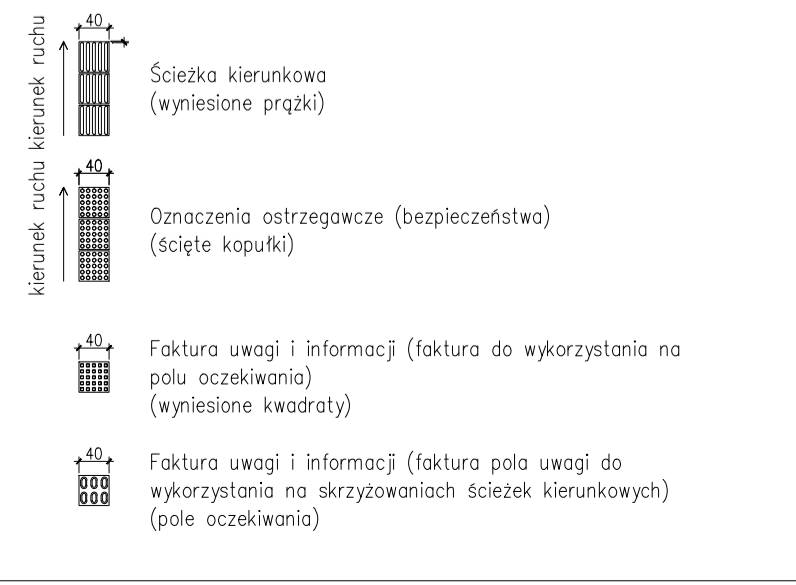 40
kierunek ruchu
Ścieżka kierunkowa
(wyniesione prążki)
40
kierunek ruchu
Oznaczenia ostrzegawcze (bezpieczeństwa)
(ścięte kopułki)
40
Faktura uwagi i informacji (faktura do wykorzystania na
polu oczekiwania)
(wyniesione kwadraty)
40
Faktura uwagi i informacji (faktura pola uwagi do
wykorzystania na skrzyżowaniach ścieżek kierunkowych)
(pole oczekiwania)